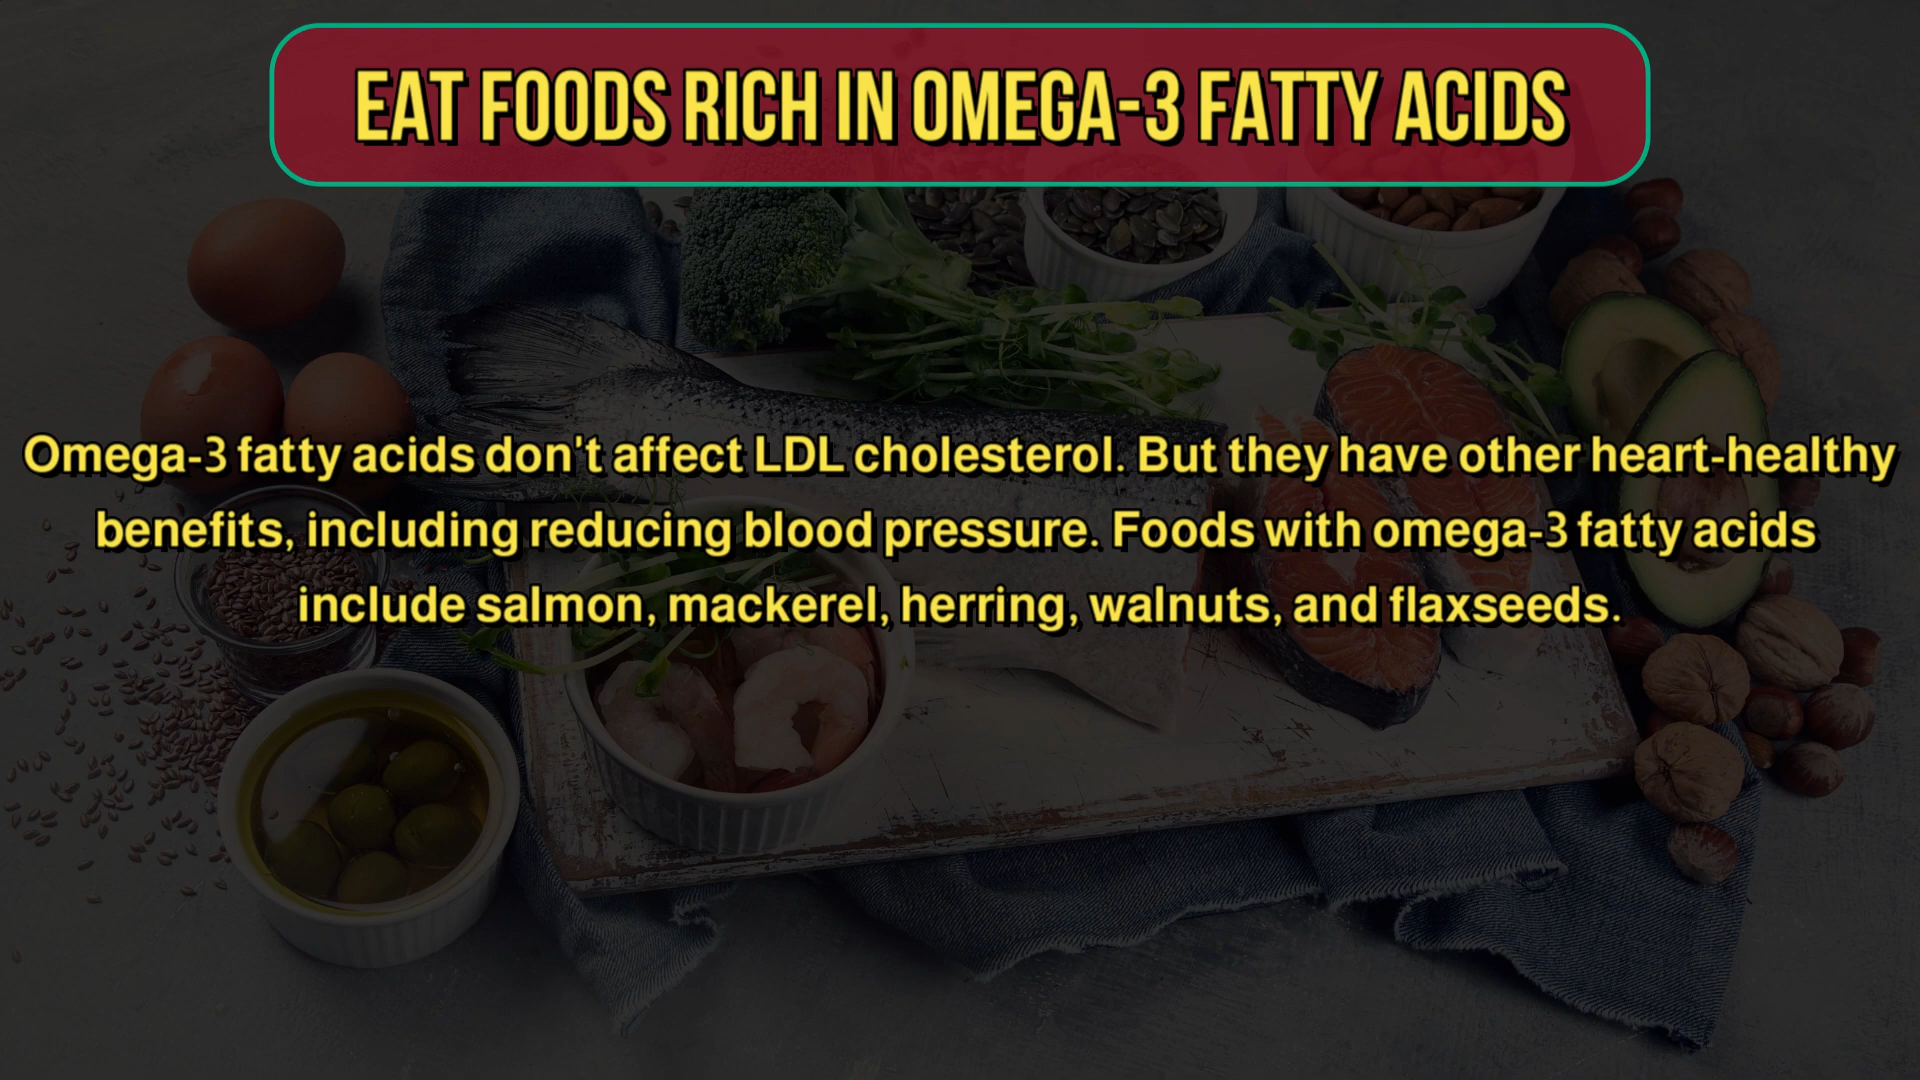 EAT FOODS RICH IN OMEGA-3 FATTY ACIDS
Omega-3 fatty acids don't affect LDL cholesterol. But they have other heart-healthy
benefits, including reducing blood pressure. Foods with omega-3 fatty acids
include salmon, mackerel, herring, walnuts, and flaxseeds.